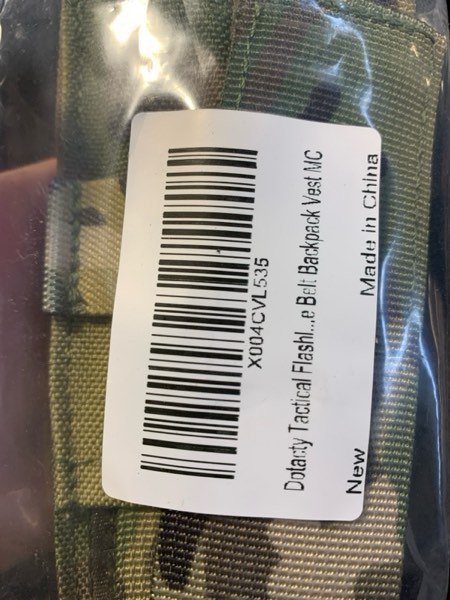 X004CVL535
Dotacty Tactical Flashl...e Belt Backpack Vest MC
New
Made in China